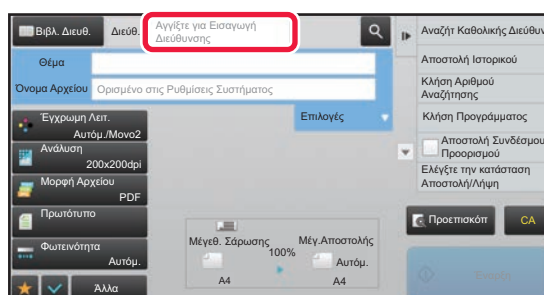 Βιβλ. Διευθ.
Διεύθ.
Αγγίξτε για Εισαγωγή
Διεύθυνσης
Αναζήτ Καθολικής Διεύθυν
Θέμα
Αποστολή Ιστορικού
Όνομα Αρχείου
Ορισμένο στις Ρυθμίσεις Συστήματος
Κλήση Αριθμού
Αναζήτησης
Έγχρωμη Λειτ.
Αυτόμ./Μονο2
Επιλογές
Κλήση Προγράμματος
Ανάλυση
200x200dpi
Αποστολή Συνδέσμου
Προορισμού
Μορφή Αρχείου
PDF
Ελέγξτε την κατάσταση
Αποστολή/Λήψη
Πρωτότυπο
Προεπισκόπ
CA
Φωτεινότητα
Αυτόμ.
Μέγεθ. Σάρωσης
100%
Μέγ.Αποστολής
Αυτόμ.
A4
A4
Άλλα
Έναρξη